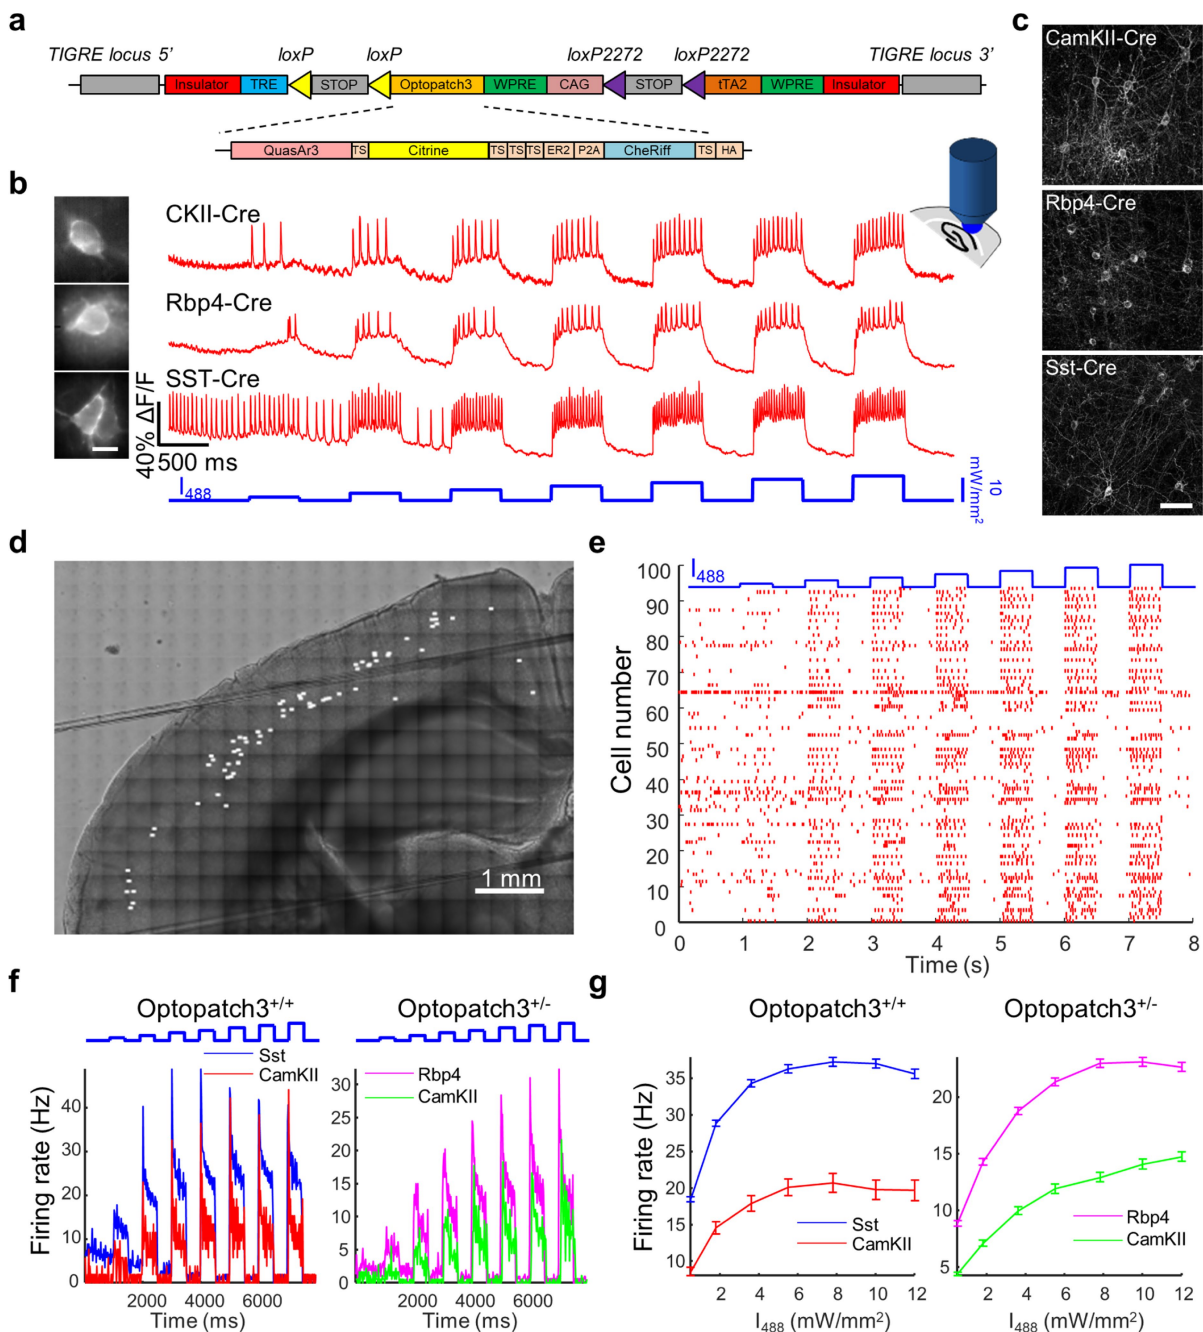 a
TIGRE locus 5’ loxP loxP loxP2272 loxP2272 TIGRE locus 3’
Insulator TRE STOP Optopatch3 WPRE CAG STOP tTA2 WPRE Insulator
QuasAr3 TS Citrine TS TS TS ER2 P2A CheRiff TS HA
b
CKII-Cre
Rbp4-Cre
SST-Cre
40% ΔF/F
500 ms
I488
10
mW/mm2
c
CamKII-Cre
Rbp4-Cre
Sst-Cre
d
1 mm
e
I488
100
90
80
70
60
50
40
30
20
10
0
Cell number
0 1 2 3 4 5 6 7 8
Time (s)
f
Optopatch3+/+
Sst
CamKII
40
30
20
10
0
Firing rate (Hz)
2000 4000 6000
Time (ms)
Optopatch3+/-
Rbp4
CamKII
30
25
20
15
10
5
0
2000 4000 6000
Time (ms)
g
Optopatch3+/+
35
30
25
20
15
10
Firing rate (Hz)
Sst
CamKII
2 4 6 8 10 12
I488 (mW/mm2)
Optopatch3+/-
20
15
10
5
Rbp4
CamKII
2 4 6 8 10 12
I488 (mW/mm2)